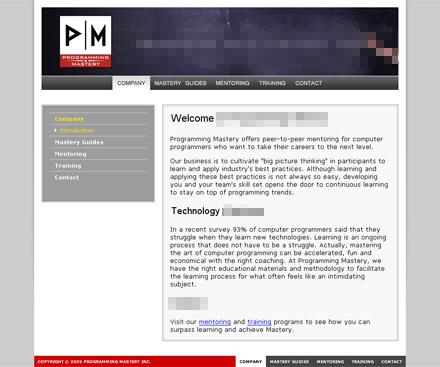 P|M
PROGRAMMING
MASTERY
COMPANY MASTERY GUIDES MENTORING TRAINING CONTACT
Company
Introduction
Mastery Guides
Mentoring
Training
Contact
Welcome
Programming Mastery offers peer-to-peer mentoring for computer
programmers who want to take their careers to the next level.
Our business is to cultivate "big picture thinking" in participants to
learn and apply industry's best practices. Although learning and
applying these best practices is not always so easy, developing
you and your team's skill set opens the door to continuous learning
to stay on top of programming trends.
Technology
In a recent survey 93% of computer programmers said that they
struggle when they learn new technologies. Learning is an ongoing
process that does not have to be a struggle. Actually, mastering
the art of computer programming can be accelerated, fun and
economical with the right coaching. At Programming Mastery, we
have the right educational materials and methodology to facilitate
the learning process for what often feels like an intimidating
subject.
Visit our mentoring and training programs to see how you can
surpass learning and achieve Mastery.
COPYRIGHT © 2005 PROGRAMMING MASTERY INC.
COMPANY MASTERY GUIDES MENTORING TRAINING CONTACT